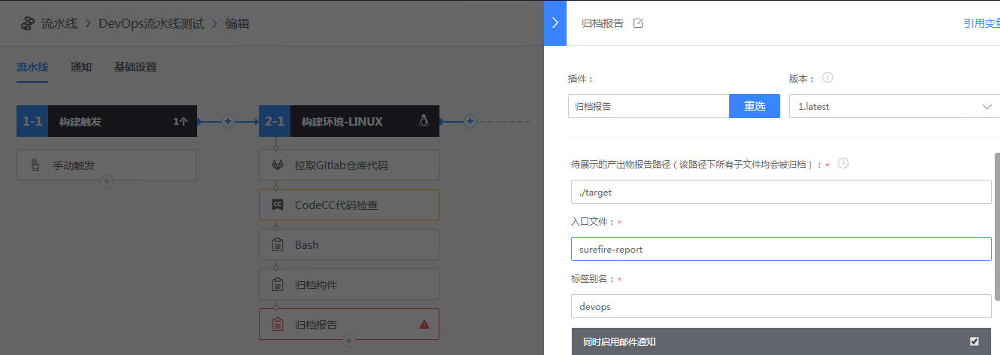 流水线 > DevOps流水线测试 > 编辑
流水线 通知 基础设置
1-1 构建触发 1个
手动触发
2-1 构建环境-LINUX
拉取Gitlab仓库代码
CodeCC代码检查
Bash
归档构件
归档报告
归档报告
引用变量
插件：
版本：
归档报告 重选
1.latest
待展示的产出物报告路径（该路径下所有子文件均会被归档）：*
./target
入口文件：*
surefire-report
标签别名：*
devops
同时启用邮件通知